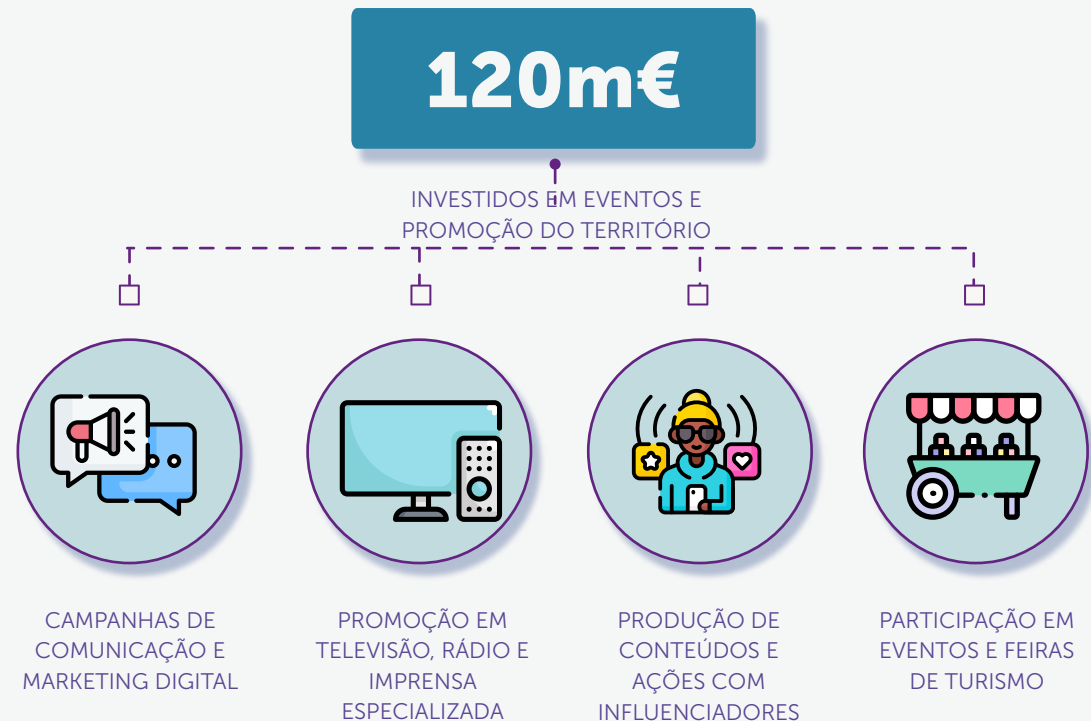 120m€
INVESTIDOS EM EVENTOS E
PROMOÇÃO DO TERRITÓRIO
CAMPANHAS DE
COMUNICAÇÃO E
MARKETING DIGITAL
PROMOÇÃO EM
TELEVISÃO, RÁDIO E
IMPRENSA
ESPECIALIZADA
PRODUÇÃO DE
CONTEÚDOS E
AÇÕES COM
INFLUENCIADORES
PARTICIPAÇÃO EM
EVENTOS E FEIRAS
DE TURISMO